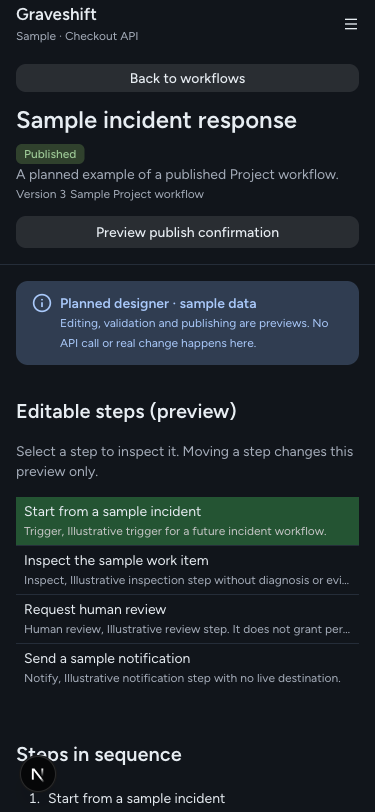 Graveshift
Sample · Checkout API
Back to workflows
Sample incident response
Published
A planned example of a published Project workflow.
Version 3 Sample Project workflow
Preview publish confirmation
Planned designer · sample data
Editing, validation and publishing are previews. No
API call or real change happens here.
Editable steps (preview)
Select a step to inspect it. Moving a step changes this
preview only.
Start from a sample incident
Trigger, Illustrative trigger for a future incident workflow.
Inspect the sample work item
Inspect, Illustrative inspection step without diagnosis or evi...
Request human review
Human review, Illustrative review step. It does not grant per...
Send a sample notification
Notify, Illustrative notification step with no live destination.
Steps in sequence
N
1. Start from a sample incident